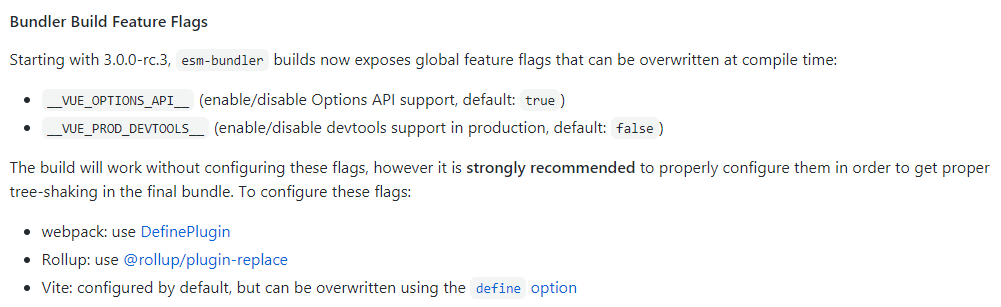 Bundler Build Feature Flags
Starting with 3.0.0-rc.3, esm-bundler builds now exposes global feature flags that can be overwritten at compile time:
• __VUE_OPTIONS_API__ (enable/disable Options API support, default: true)
• __VUE_PROD_DEVTOOLS__ (enable/disable devtools support in production, default: false)
The build will work without configuring these flags, however it is strongly recommended to properly configure them in order to get proper
tree-shaking in the final bundle. To configure these flags:
• webpack: use DefinePlugin
• Rollup: use @rollup/plugin-replace
• Vite: configured by default, but can be overwritten using the define option